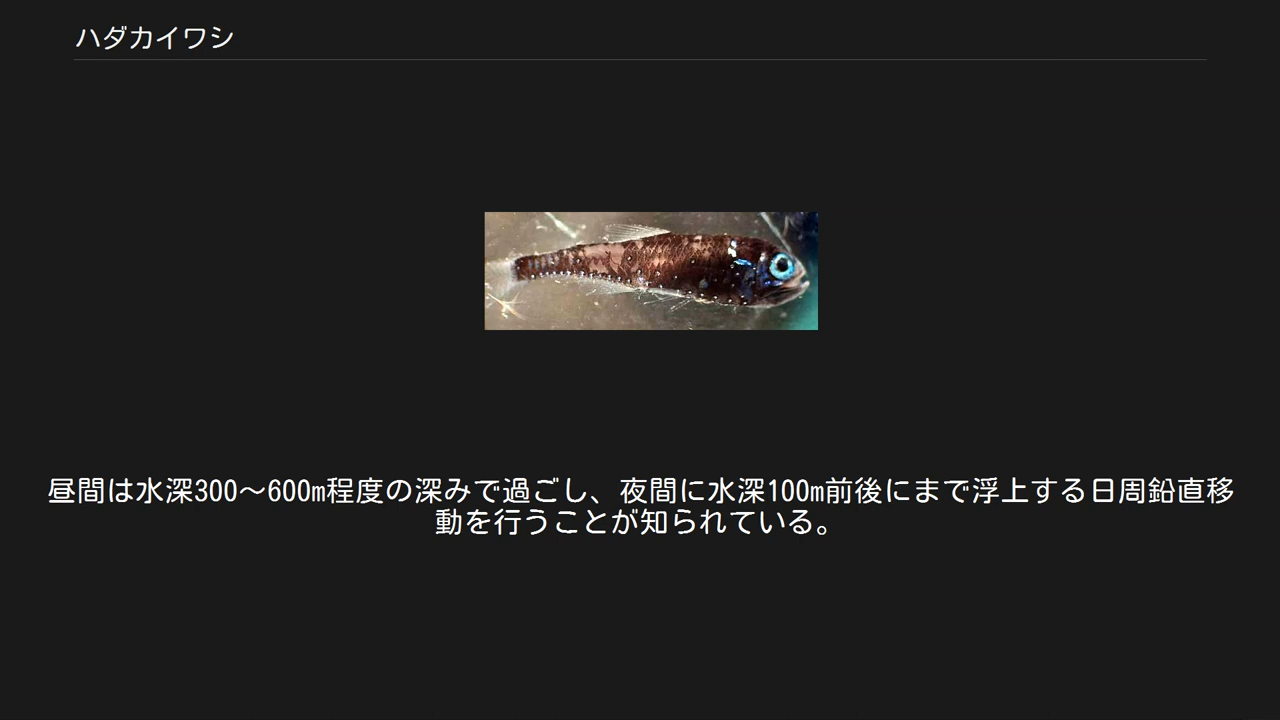 ハダカイワシ
昼間は水深300～600m程度の深みで過ごし、夜間に水深100m前後にまで浮上する日周鉛直移
動を行うことが知られている。